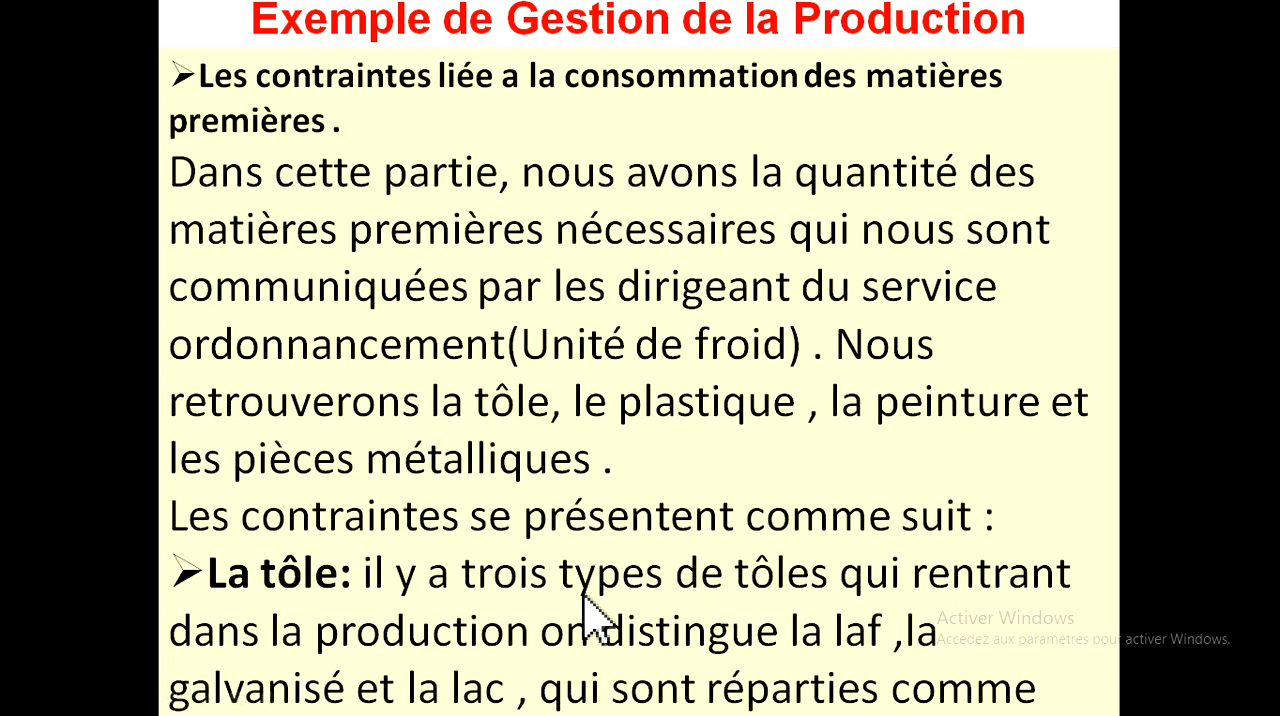 Exemple de Gestion de la Production
➢Les contraintes liée a la consommation des matières
premières .
Dans cette partie, nous avons la quantité des
matières premières nécessaires qui nous sont
communiquées par les dirigeant du service
ordonnancement(Unité de froid) . Nous
retrouverons la tôle, le plastique , la peinture et
les pièces métalliques .
Les contraintes se présentent comme suit :
➢La tôle: il y a trois types de tôles qui rentrant
dans la production on distingue la laf ,la
galvanisé et la lac , qui sont réparties comme
Activer Windows
Accédez aux paramètres pour activer Windows.